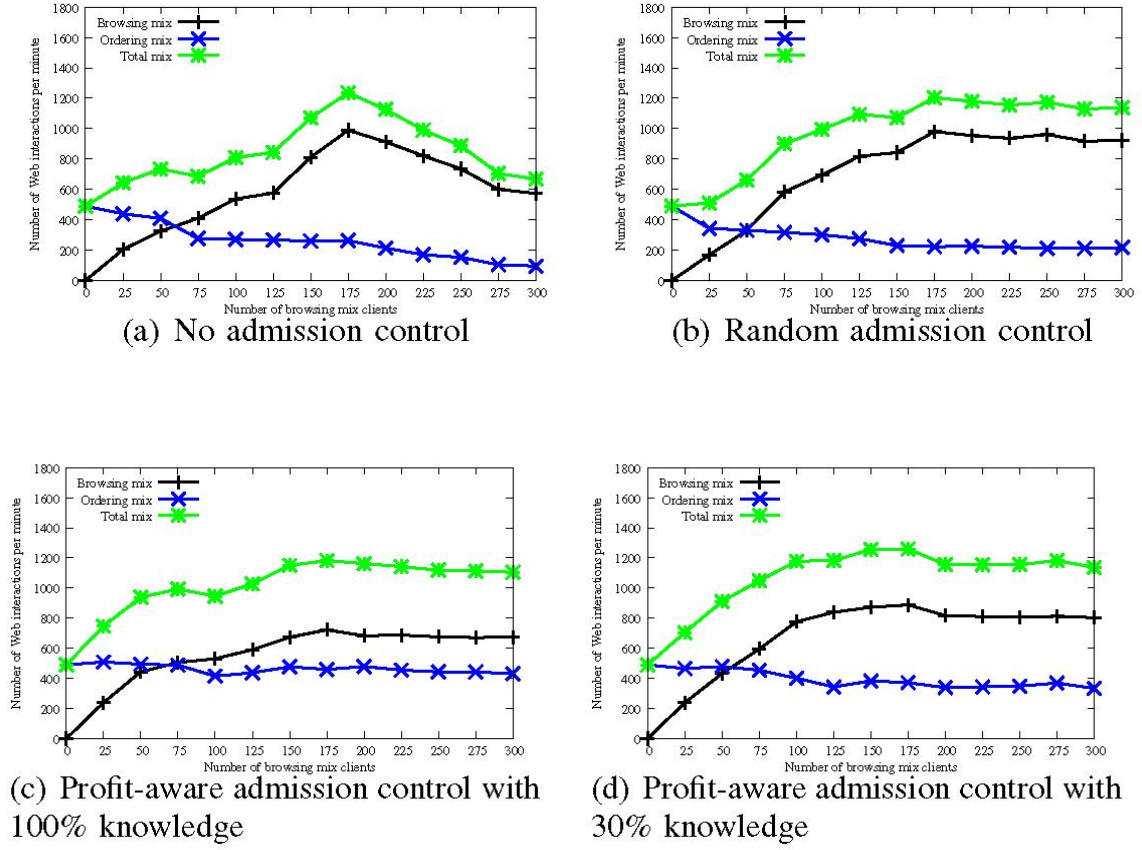 1800
1600
1400
1200
1000
800
600
400
200
0
Number of Web interactions per minute
Browsing mix
Ordering mix
Total mix
0 25 50 75 100 125 150 175 200 225 250 275 300
Number of browsing mix clients
(a) No admission control
1800
1600
1400
1200
1000
800
600
400
200
0
Number of Web interactions per minute
Browsing mix
Ordering mix
Total mix
0 25 50 75 100 125 150 175 200 225 250 275 300
Number of browsing mix clients
(b) Random admission control
1800
1600
1400
1200
1000
800
600
400
200
0
Number of Web interactions per minute
Browsing mix
Ordering mix
Total mix
0 25 50 75 100 125 150 175 200 225 250 275 300
Number of browsing mix clients
(c) Profit-aware admission control with
100% knowledge
1800
1600
1400
1200
1000
800
600
400
200
0
Number of Web interactions per minute
Browsing mix
Ordering mix
Total mix
0 25 50 75 100 125 150 175 200 225 250 275 300
Number of browsing mix clients
(d) Profit-aware admission control with
30% knowledge